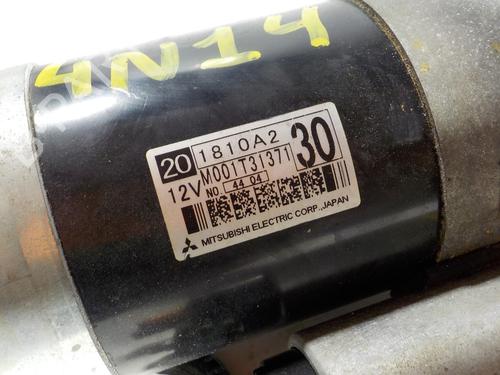 4N14
20 1810A2 30
12V M001T31371
NO. 44 04
MITSUBISHI ELECTRIC CORP., JAPAN